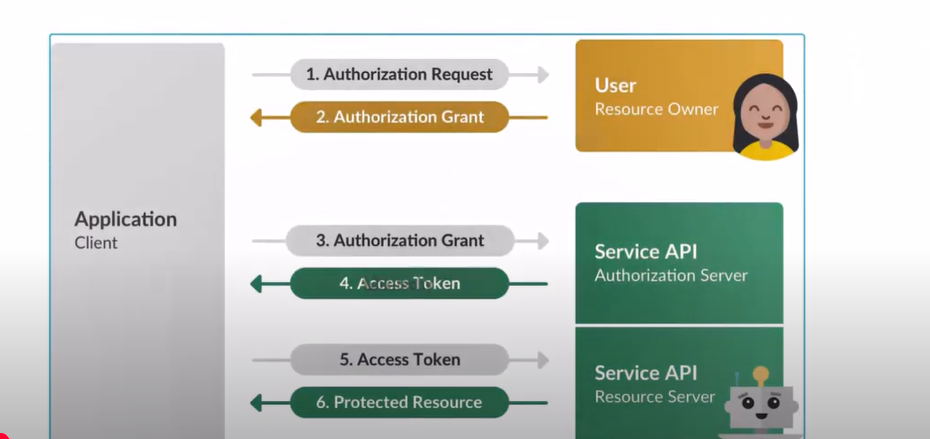 1. Authorization Request
User
Resource Owner
2. Authorization Grant
Application
Client
3. Authorization Grant
Service API
Authorization Server
4. Access Token
5. Access Token
Service API
Resource Server
6. Protected Resource